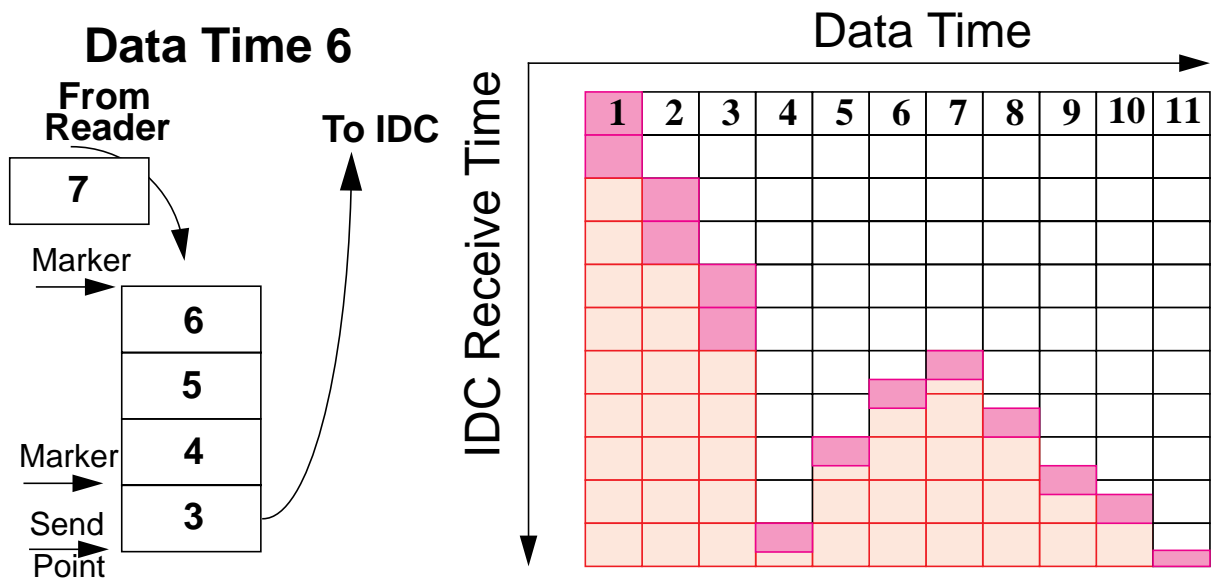 Data Time 6
From
Reader
To IDC
7
Marker
6
5
4
Marker
3
Send
Point
Data Time
IDC Receive Time
1 2 3 4 5 6 7 8 9 10 11